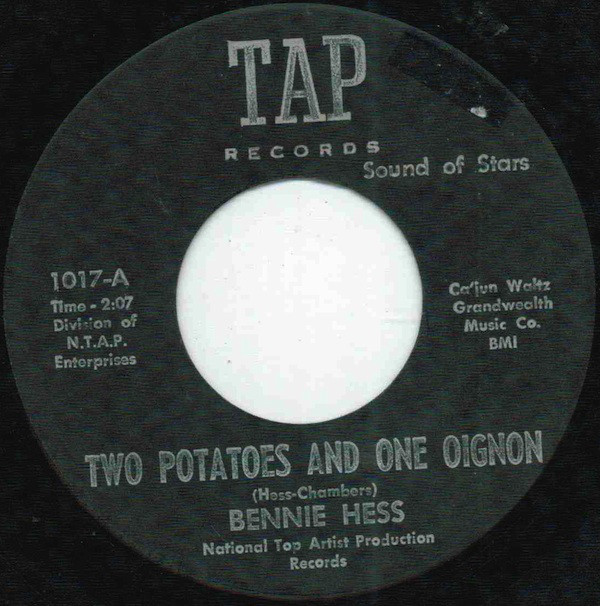 TAP
RECORDS
Sound of Stars
1017-A
Time - 2:07
Division of
N.T.A.P.
Enterprises
Ca'jun Waltz
Grandwealth
Music Co.
BMI
TWO POTATOES AND ONE OIGNON
(Hess-Chambers)
BENNIE HESS
National Top Artist Production
Records